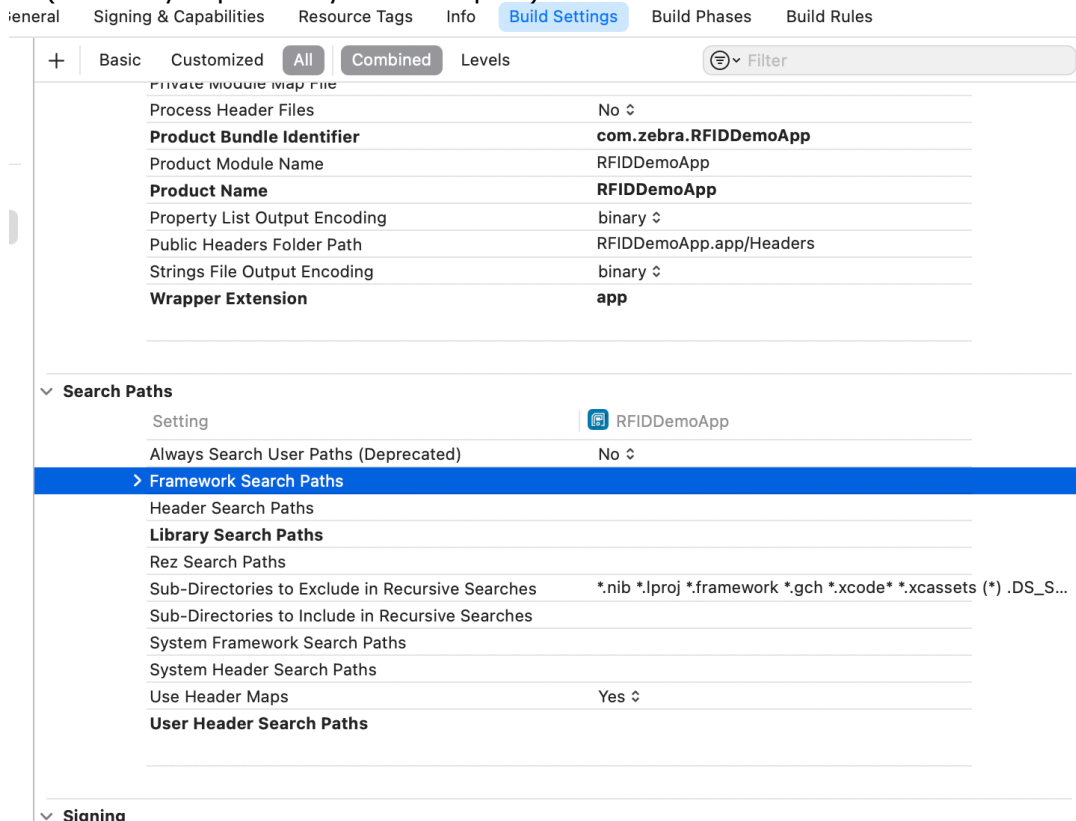 General Signing & Capabilities Resource Tags Info Build Settings Build Phases Build Rules
+ Basic Customized All Combined Levels Filter
Private Module Map File
Process Header Files No
Product Bundle Identifier com.zebra.RFIDDemoApp
Product Module Name RFIDDemoApp
Product Name RFIDDemoApp
Property List Output Encoding binary
Public Headers Folder Path RFIDDemoApp.app/Headers
Strings File Output Encoding binary
Wrapper Extension app
Search Paths
Setting RFIDDemoApp
Always Search User Paths (Deprecated) No
Framework Search Paths
Header Search Paths
Library Search Paths
Rez Search Paths
Sub-Directories to Exclude in Recursive Searches *.nib *.lproj *.framework *.gch *.xcode* *.xcassets (*) .DS_S...
Sub-Directories to Include in Recursive Searches
System Framework Search Paths
System Header Search Paths
Use Header Maps Yes
User Header Search Paths
Signing